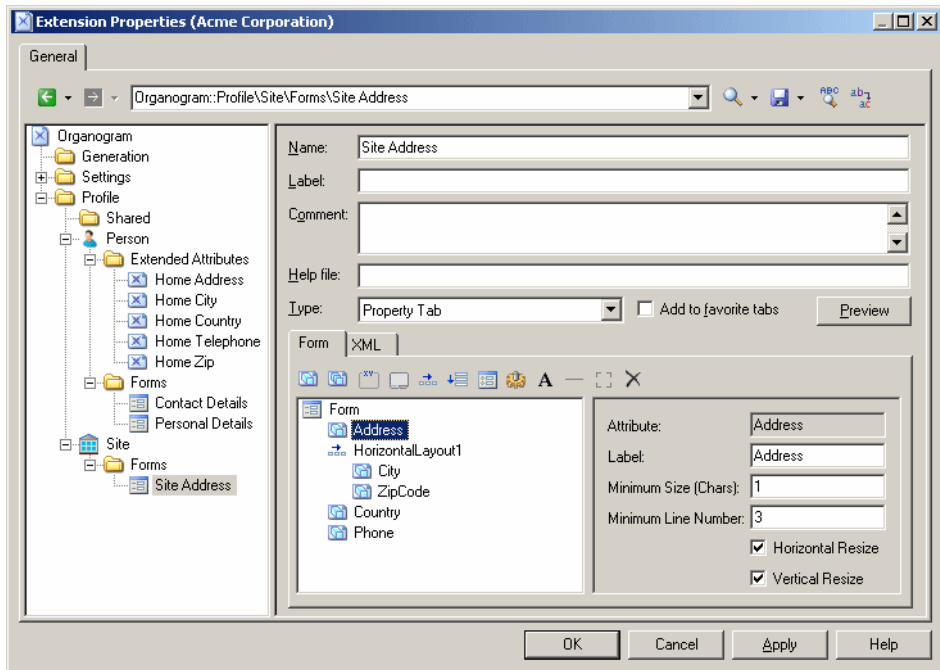 Extension Properties (Acme Corporation)
General
Organogram::Profile\Site\Forms\Site Address
ABC
ab
ac
Organogram
Generation
Settings
Profile
Shared
Person
Extended Attributes
Home Address
Home City
Home Country
Home Telephone
Home Zip
Forms
Contact Details
Personal Details
Site
Forms
Site Address
Name: Site Address
Label:
Comment:
Help file:
Type: Property Tab Add to favorite tabs Preview
Form XML
XY A
Form
Address
HorizontalLayout1
City
ZipCode
Country
Phone
Attribute: Address
Label: Address
Minimum Size (Chars): 1
Minimum Line Number: 3
Horizontal Resize
Vertical Resize
OK Cancel Apply Help